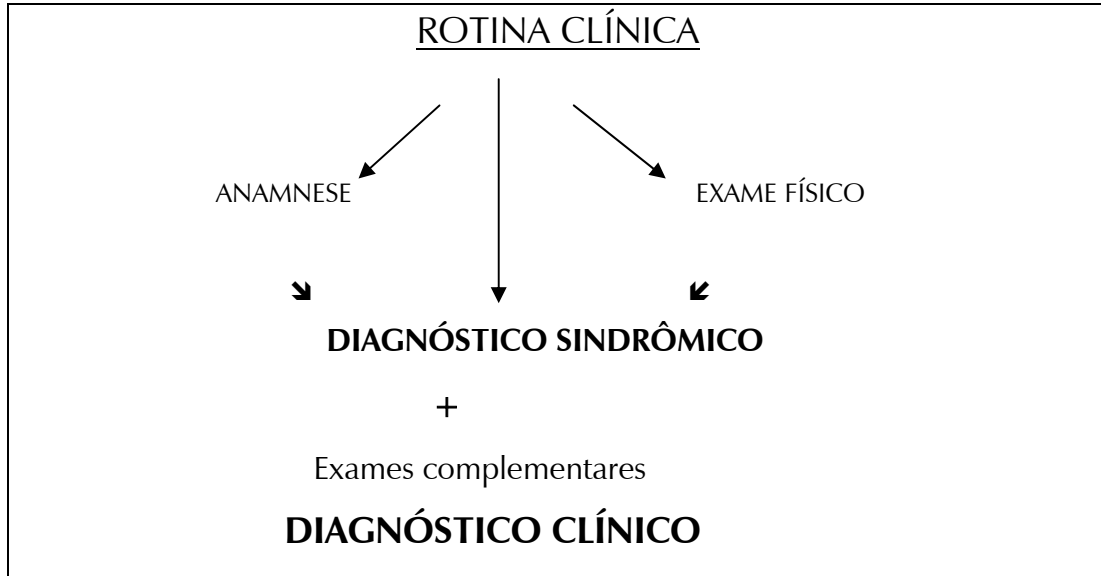 ROTINA CLÍNICA
ANAMNESE EXAME FÍSICO
DIAGNÓSTICO SINDRÔMICO
+
Exames complementares
DIAGNÓSTICO CLÍNICO